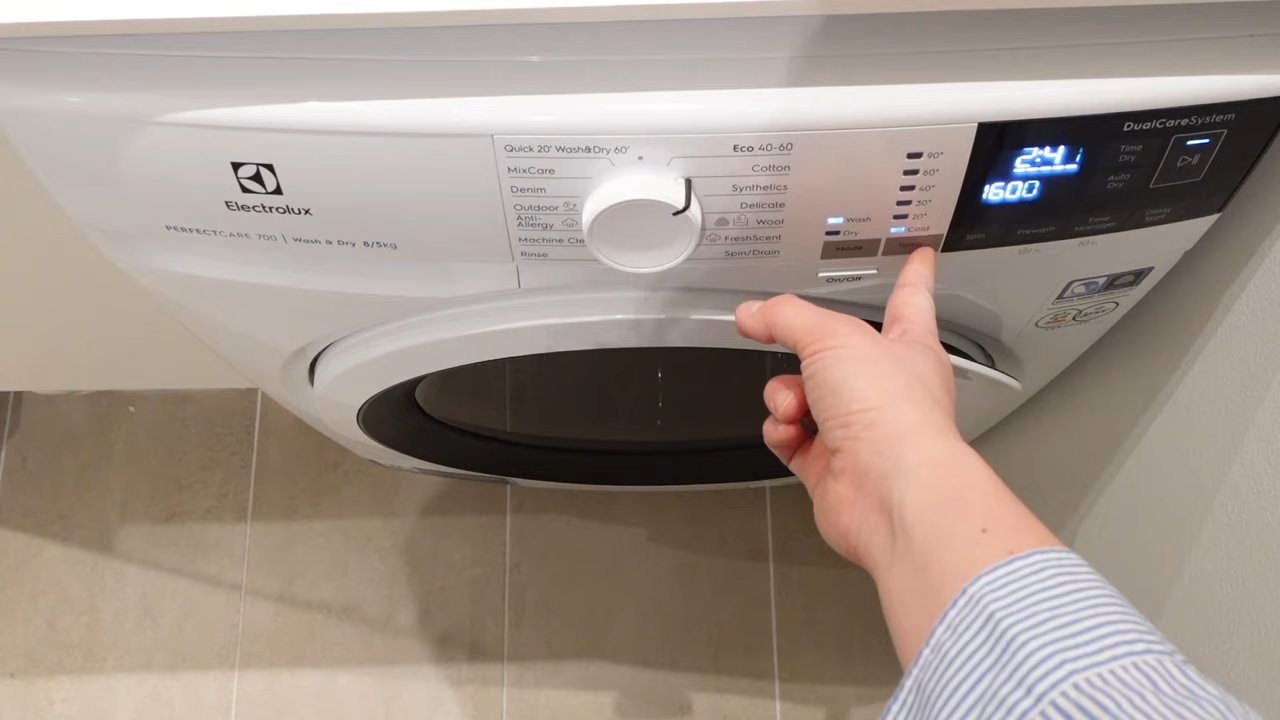 Electrolux
PERFECTCARE 700 | Wash & Dry 8/5kg
Quick 20' Wash&Dry 60'
MixCare
Denim
Outdoor
Anti-
Allergy
Machine Cle
Rinse
Eco 40-60
Cotton
Synthetics
Delicate
Wool
FreshScent
Spin/Drain
90°
60°
40°
30°
20°
Cold
Wash
Dry
Mode
On/Off
DualCareSystem
2:41
1600
Time
Dry
Auto
Dry
Spin
Prewash
Time
Manager
Delay
Start